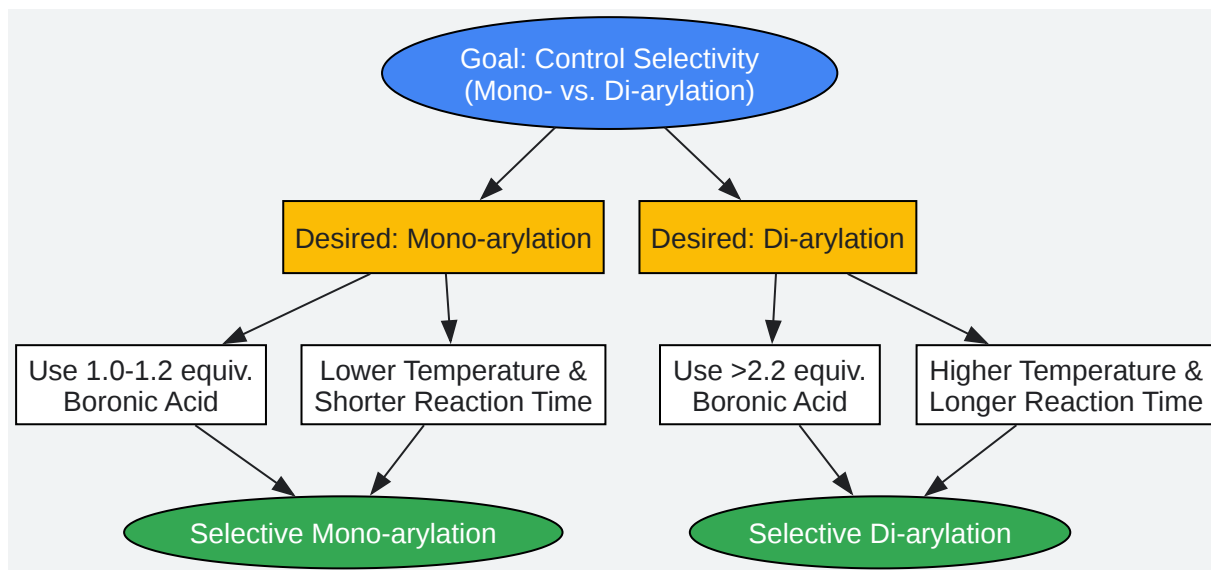 Goal: Control Selectivity
(Mono- vs. Di-arylation)
Desired: Mono-arylation
Desired: Di-arylation
Use 1.0-1.2 equiv.
Boronic Acid
Lower Temperature &
Shorter Reaction Time
Use >2.2 equiv.
Boronic Acid
Higher Temperature &
Longer Reaction Time
Selective Mono-arylation
Selective Di-arylation